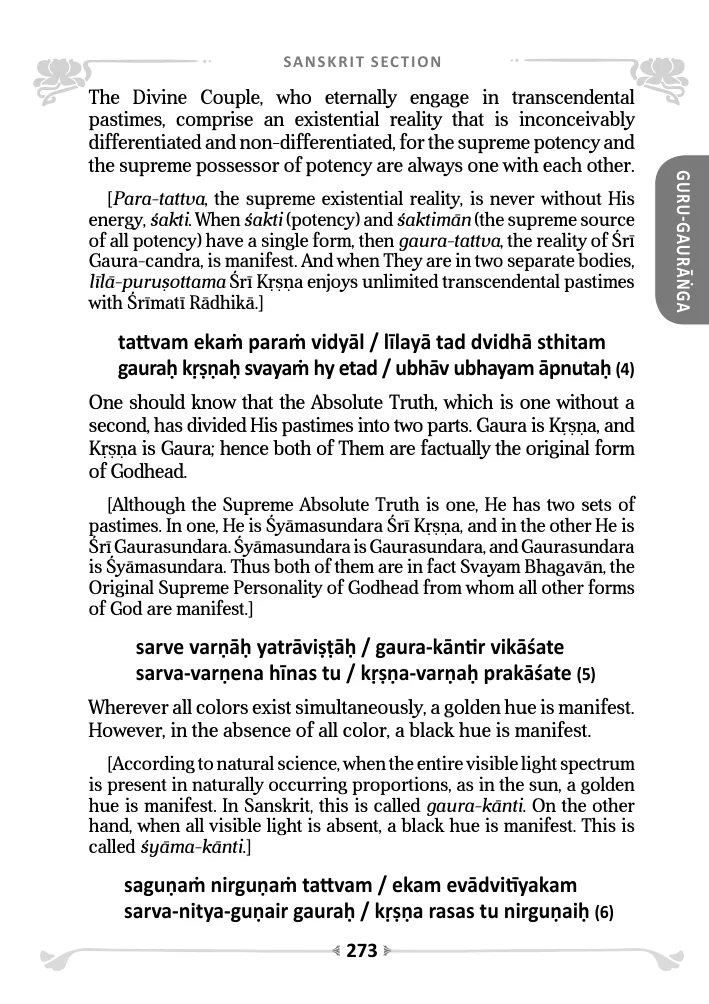 SANSKRIT SECTION
The Divine Couple, who eternally engage in transcendental
pastimes, comprise an existential reality that is inconceivably
differentiated and non-differentiated, for the supreme potency and
the supreme possessor of potency are always one with each other.
[Para-tattva, the supreme existential reality, is never without His
energy, śakti. When śakti (potency) and śaktimān (the supreme source
of all potency) have a single form, then gaura-tattva, the reality of Śrī
Gaura-candra, is manifest. And when They are in two separate bodies,
līlā-puruṣottama Śrī Kṛṣṇa enjoys unlimited transcendental pastimes
with Śrīmatī Rādhikā.]
tattvam ekaṁ paraṁ vidyāl / līlayā tad dvidhā sthitam
gauraḥ kṛṣṇaḥ svayaṁ hy etad / ubhāv ubhayam āpnutaḥ (4)
One should know that the Absolute Truth, which is one without a
second, has divided His pastimes into two parts. Gaura is Kṛṣṇa, and
Kṛṣṇa is Gaura; hence both of Them are factually the original form
of Godhead.
[Although the Supreme Absolute Truth is one, He has two sets of
pastimes. In one, He is Śyāmasundara Śrī Kṛṣṇa, and in the other He is
Śrī Gaurasundara. Śyāmasundara is Gaurasundara, and Gaurasundara
is Śyāmasundara. Thus both of them are in fact Svayam Bhagavān, the
Original Supreme Personality of Godhead from whom all other forms
of God are manifest.]
sarve varṇāḥ yatrāviṣṭāḥ / gaura-kāntir vikāśate
sarva-varṇena hīnas tu / kṛṣṇa-varṇaḥ prakāśate (5)
Wherever all colors exist simultaneously, a golden hue is manifest.
However, in the absence of all color, a black hue is manifest.
[According to natural science, when the entire visible light spectrum
is present in naturally occurring proportions, as in the sun, a golden
hue is manifest. In Sanskrit, this is called gaura-kānti. On the other
hand, when all visible light is absent, a black hue is manifest. This is
called śyāma-kānti.]
saguṇaṁ nirguṇaṁ tattvam / ekam evādvitīyakam
sarva-nitya-guṇair gauraḥ / kṛṣṇa rasas tu nirguṇaiḥ (6)
273
GURU-GAURĀṄGA